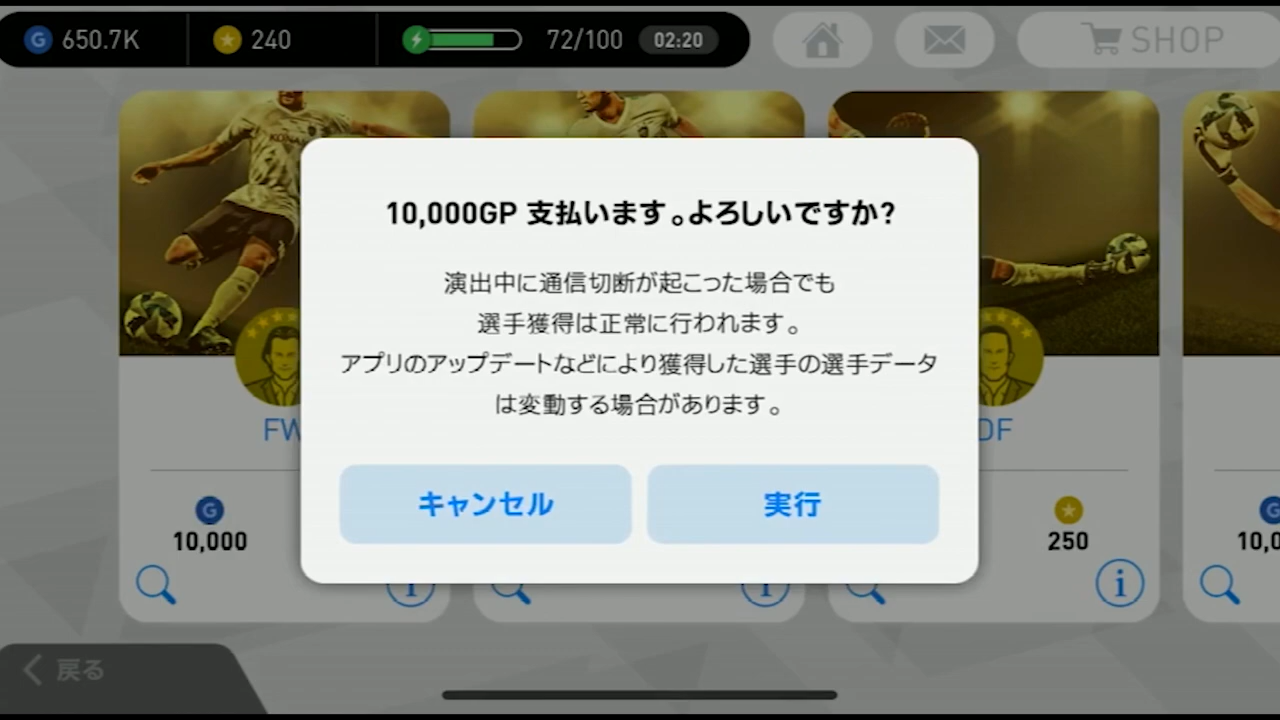 G 650.7K
240
72/100
02:20
SHOP
KONA
10,000GP 支払います。よろしいですか?
演出中に通信切断が起こった場合でも
選手獲得は正常に行われます。
アプリのアップデートなどにより獲得した選手の選手データ
は変動する場合があります。
キャンセル
実行
FW
DF
G
10,000
250
G
10,0
i
i
i
戻る